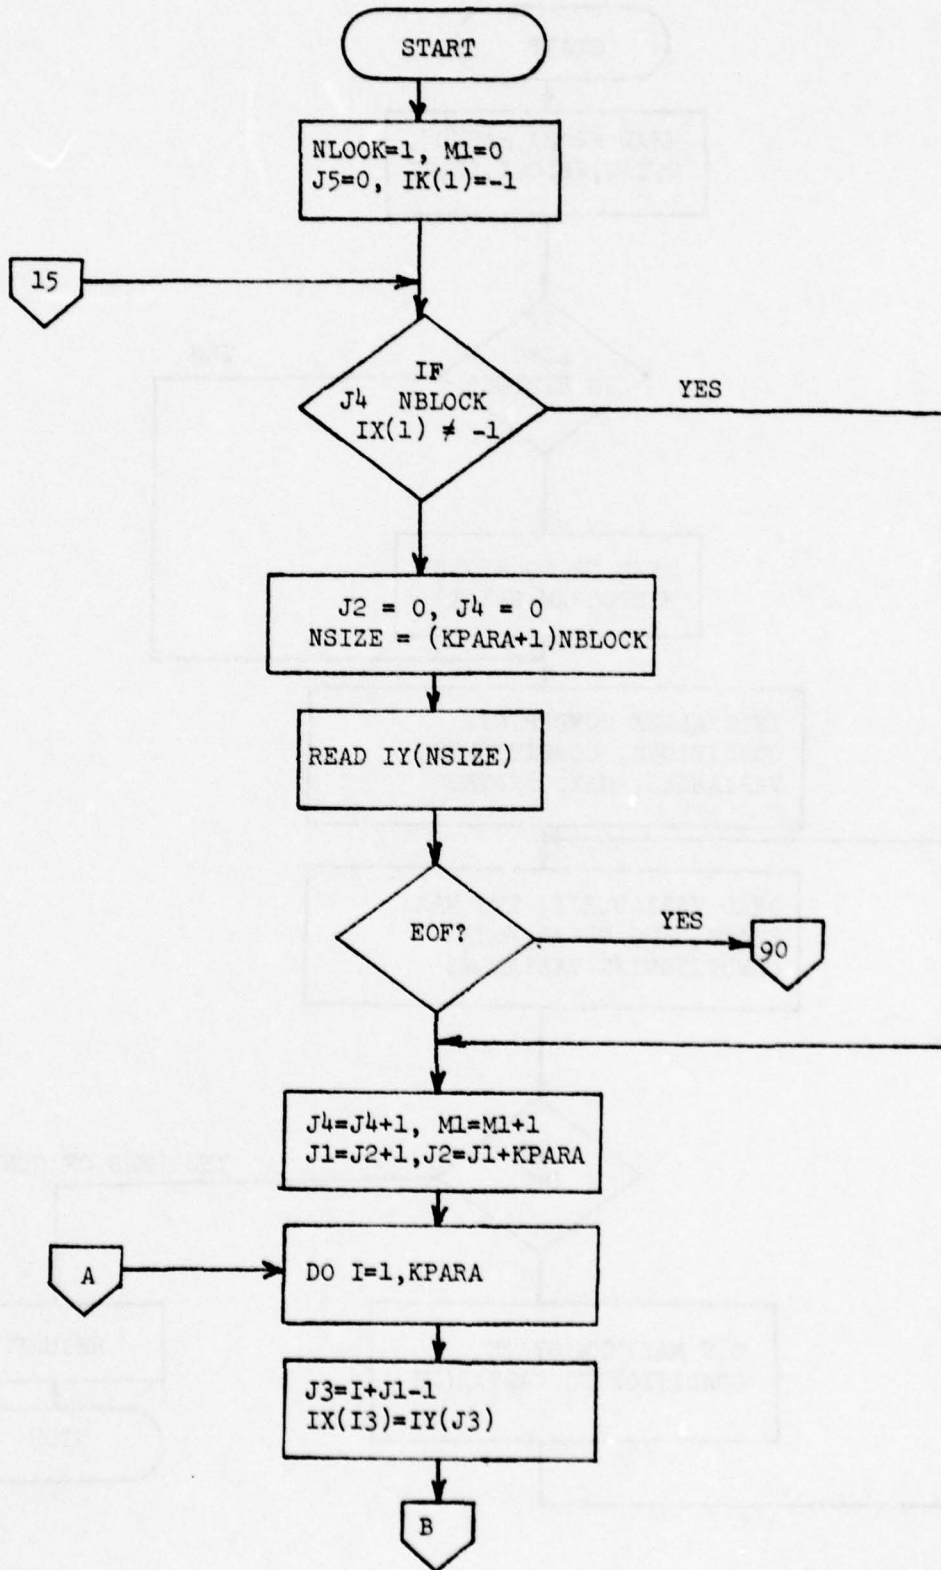 START
NLOOK=1, M1=0
J5=0, IK(1)=-1
15
IF
J4 NBLOCK
IX(1) ≠ -1
YES
J2 = 0, J4 = 0
NSIZE = (KPARA+1)NBLOCK
READ IY(NSIZE)
EOF?
YES
90
J4=J4+1, M1=M1+1
J1=J2+1,J2=J1+KPARA
A
DO I=1,KPARA
J3=I+J1-1
IX(I3)=IY(J3)
B